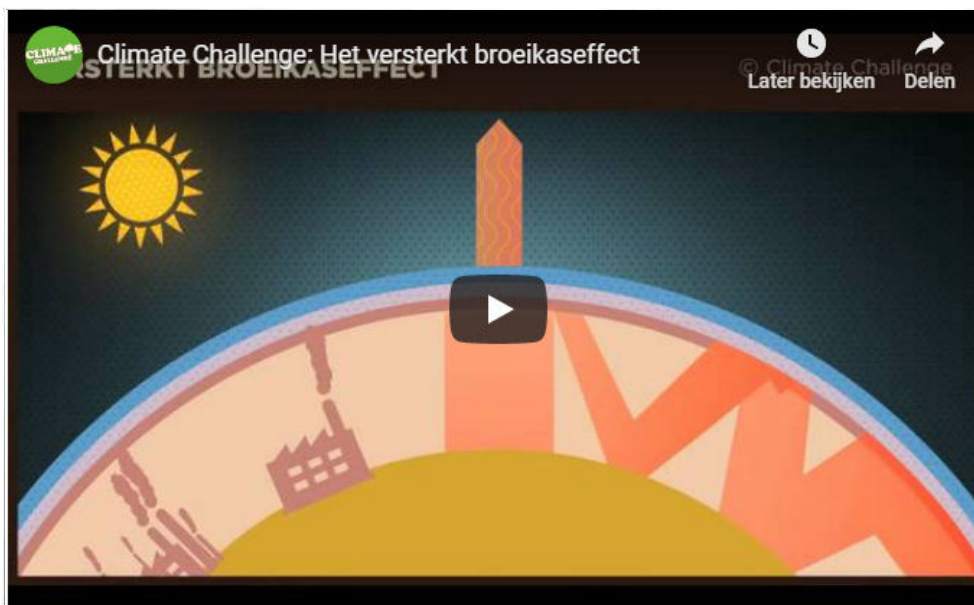 CLIMATE
CHALLENGE
Climate Challenge: Het versterkt broeikaseffect
RSTERKT BROEIKASEFFECT
© Climate Challenge
Later bekijken
Delen